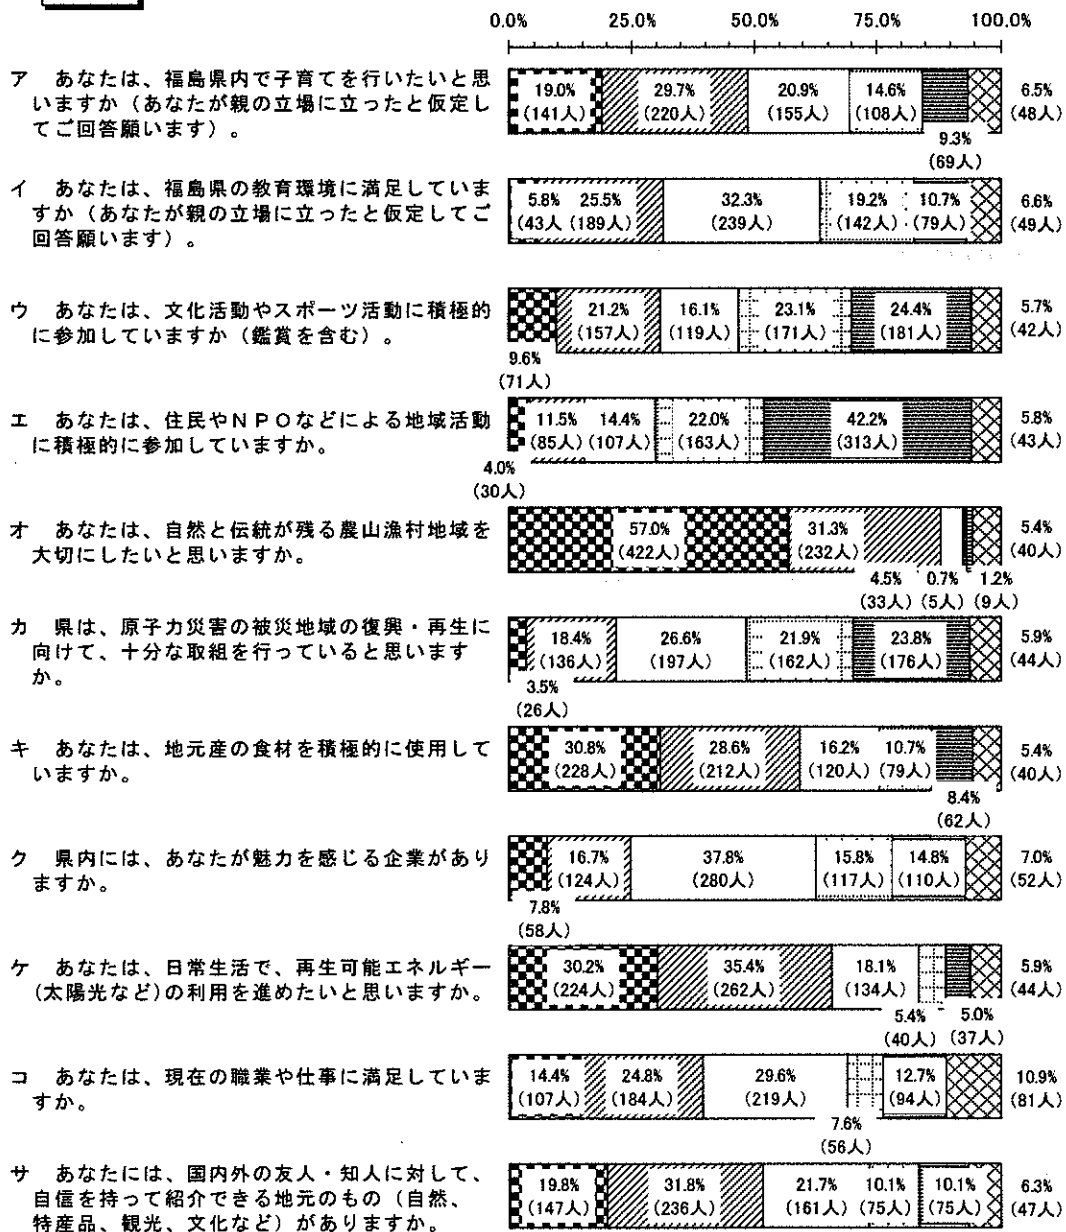 0.0% 25.0% 50.0% 75.0% 100.0%
ア　あなたは、福島県内で子育てを行いたいと思
いますか（あなたが親の立場に立ったと仮定し
てご回答願います）。
19.0% 29.7% 20.9% 14.6% 6.5%
(141人) (220人) (155人) (108人) (48人)
9.3%
(69人)
イ　あなたは、福島県の教育環境に満足していま
すか（あなたが親の立場に立ったと仮定してご
回答願います）。
5.8% 25.5% 32.3% 19.2% 10.7% 6.6%
(43人 (189人) (239人) (142人) (79人) (49人)
ウ　あなたは、文化活動やスポーツ活動に積極的
に参加していますか（鑑賞を含む）。
21.2% 16.1% 23.1% 24.4% 5.7%
(157人) (119人) (171人) (181人) (42人)
9.6%
(71人)
エ　あなたは、住民やＮＰＯなどによる地域活動
に積極的に参加していますか。
11.5% 14.4% 22.0% 42.2% 5.8%
(85人) (107人) (163人) (313人) (43人)
4.0%
(30人)
オ　あなたは、自然と伝統が残る農山漁村地域を
大切にしたいと思いますか。
57.0% 31.3% 5.4%
(422人) (232人) (40人)
4.5% 0.7% 1.2%
(33人) (5人) (9人)
カ　県は、原子力災害の被災地域の復興・再生に
向けて、十分な取組を行っていると思います
か。
18.4% 26.6% 21.9% 23.8% 5.9%
(136人) (197人) (162人) (176人) (44人)
3.5%
(26人)
キ　あなたは、地元産の食材を積極的に使用して
いますか。
30.8% 28.6% 16.2% 10.7% 5.4%
(228人) (212人) (120人) (79人) (40人)
8.4%
(62人)
ク　県内には、あなたが魅力を感じる企業があり
ますか。
16.7% 37.8% 15.8% 14.8% 7.0%
(124人) (280人) (117人) (110人) (52人)
7.8%
(58人)
ケ　あなたは、日常生活で、再生可能エネルギー
(太陽光など)の利用を進めたいと思いますか。
30.2% 35.4% 18.1% 5.9%
(224人) (262人) (134人) (44人)
5.4% 5.0%
(40人) (37人)
コ　あなたは、現在の職業や仕事に満足していま
すか。
14.4% 24.8% 29.6% 12.7% 10.9%
(107人) (184人) (219人) (94人) (81人)
7.6%
(56人)
サ　あなたには、国内外の友人・知人に対して、
自信を持って紹介できる地元のもの（自然、
特産品、観光、文化など）がありますか。
19.8% 31.8% 21.7% 10.1% 10.1% 6.3%
(147人) (236人) (161人) (75人) (75人) (47人)